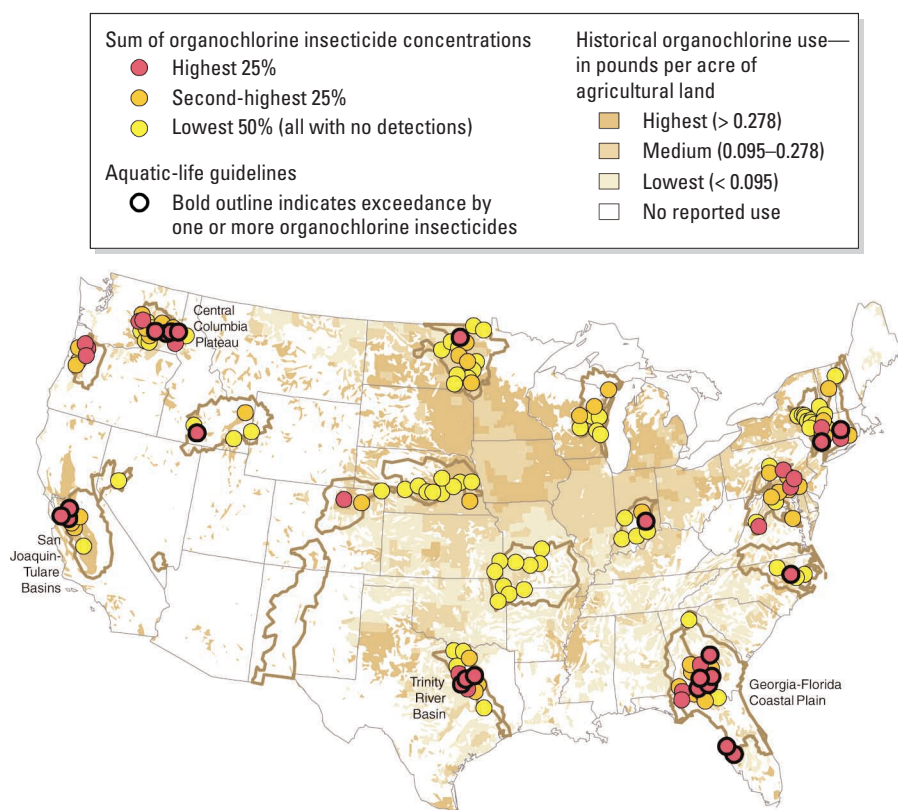 Sum of organochlorine insecticide concentrations
Highest 25%
Second-highest 25%
Lowest 50% (all with no detections)
Aquatic-life guidelines
Bold outline indicates exceedance by
one or more organochlorine insecticides
Historical organochlorine use—
in pounds per acre of
agricultural land
Highest (> 0.278)
Medium (0.095–0.278)
Lowest (< 0.095)
No reported use
Central
Columbia
Plateau
San
Joaquin-
Tulare
Basins
Trinity
River
Basin
Georgia-Florida
Coastal Plain